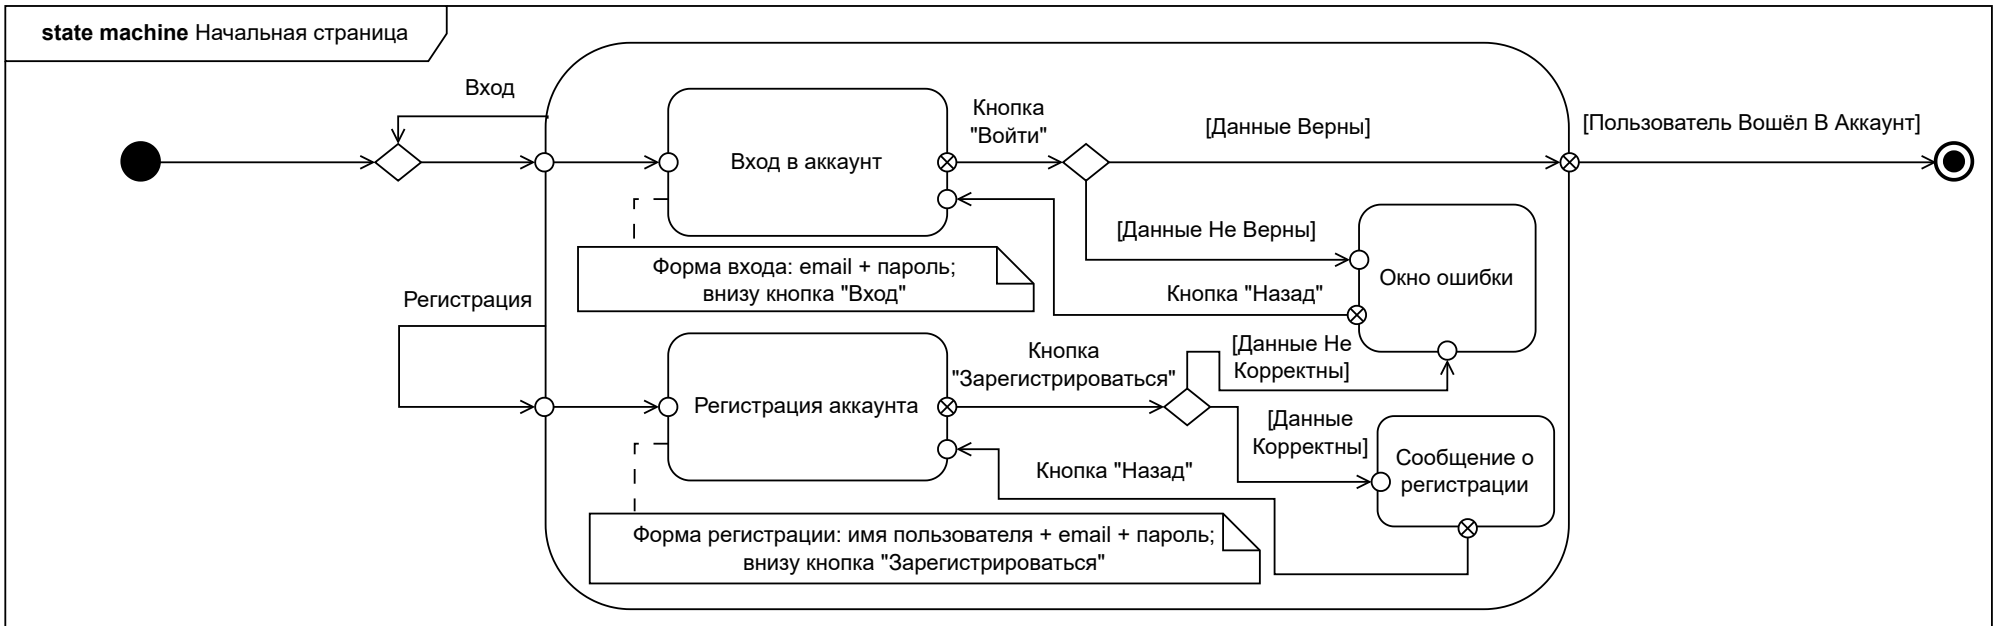 state machine Начальная страница
Вход
Кнопка
"Войти"
[Данные Верны]
[Пользователь Вошёл В Аккаунт]
Вход в аккаунт
[Данные Не Верны]
Форма входа: email + пароль;
внизу кнопка "Вход"
Окно ошибки
Кнопка "Назад"
Регистрация
Кнопка
"Зарегистрироваться"
[Данные Не
Корректны]
Регистрация аккаунта
[Данные
Корректны]
Кнопка "Назад"
Сообщение о
регистрации
Форма регистрации: имя пользователя + email + пароль;
внизу кнопка "Зарегистрироваться"